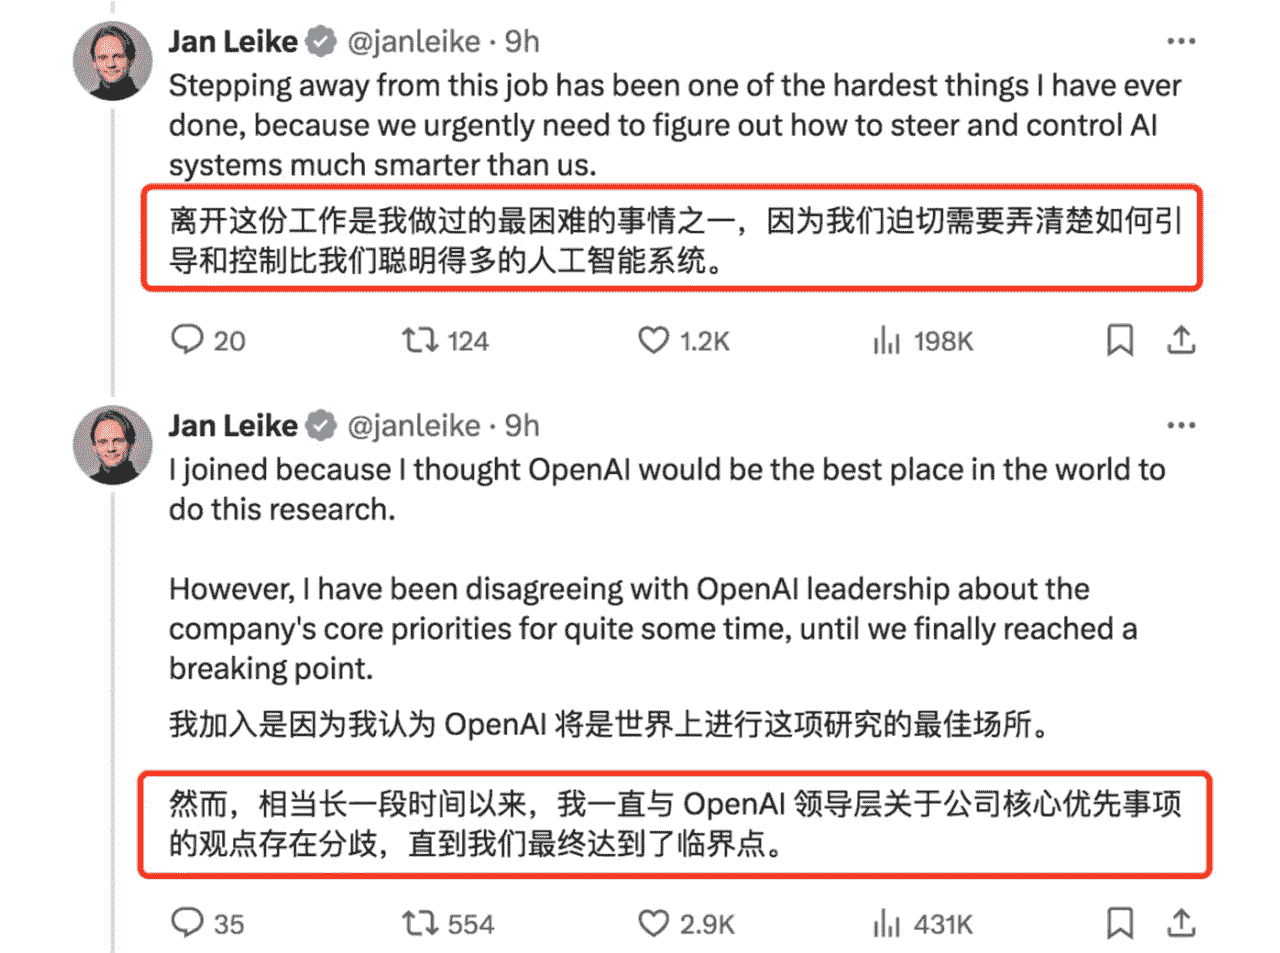 Jan Leike @janleike · 9h
Stepping away from this job has been one of the hardest things I have ever
done, because we urgently need to figure out how to steer and control AI
systems much smarter than us.
离开这份工作是我做过的最困难的事情之一，因为我们迫切需要弄清楚如何引
导和控制比我们聪明得多的人工智能系统。
20 124 1.2K 198K
Jan Leike @janleike · 9h
I joined because I thought OpenAI would be the best place in the world to
do this research.
However, I have been disagreeing with OpenAI leadership about the
company's core priorities for quite some time, until we finally reached a
breaking point.
我加入是因为我认为 OpenAI 将是世界上进行这项研究的最佳场所。
然而，相当长一段时间以来，我一直与 OpenAI 领导层关于公司核心优先事项
的观点存在分歧，直到我们最终达到了临界点。
35 554 2.9K 431K